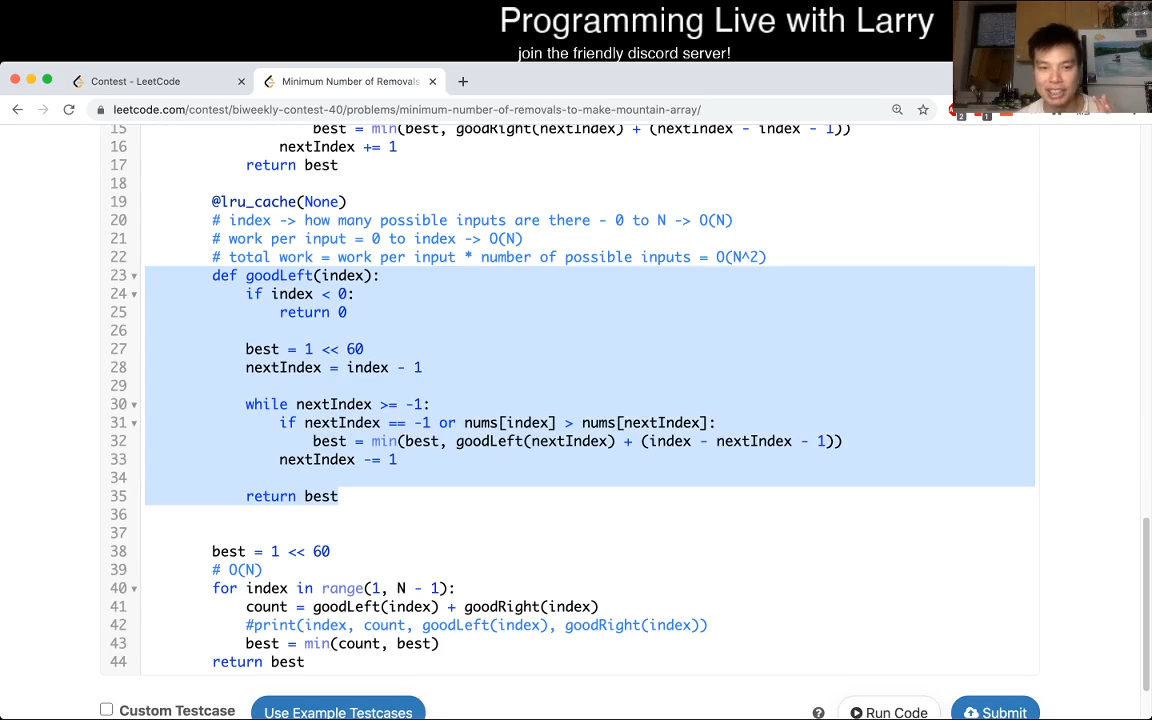 Programming Live with Larry
join the friendly discord server!
Contest - LeetCode
Minimum Number of Removals
leetcode.com/contest/biweekly-contest-40/problems/minimum-number-of-removals-to-make-mountain-array/
15 best = min(best, goodRight(nextIndex) + (nextIndex - index - 1))
16 nextIndex += 1
17 return best
18
19 @lru_cache(None)
20 # index -> how many possible inputs are there - 0 to N -> O(N)
21 # work per input = 0 to index -> O(N)
22 # total work = work per input * number of possible inputs = O(N^2)
23 def goodLeft(index):
24 if index < 0:
25 return 0
26
27 best = 1 << 60
28 nextIndex = index - 1
29
30 while nextIndex >= -1:
31 if nextIndex == -1 or nums[index] > nums[nextIndex]:
32 best = min(best, goodLeft(nextIndex) + (index - nextIndex - 1))
33 nextIndex -= 1
34
35 return best
36
37
38 best = 1 << 60
39 # O(N)
40 for index in range(1, N - 1):
41 count = goodLeft(index) + goodRight(index)
42 #print(index, count, goodLeft(index), goodRight(index))
43 best = min(count, best)
44 return best
Custom Testcase
Use Example Testcases
Run Code
Submit